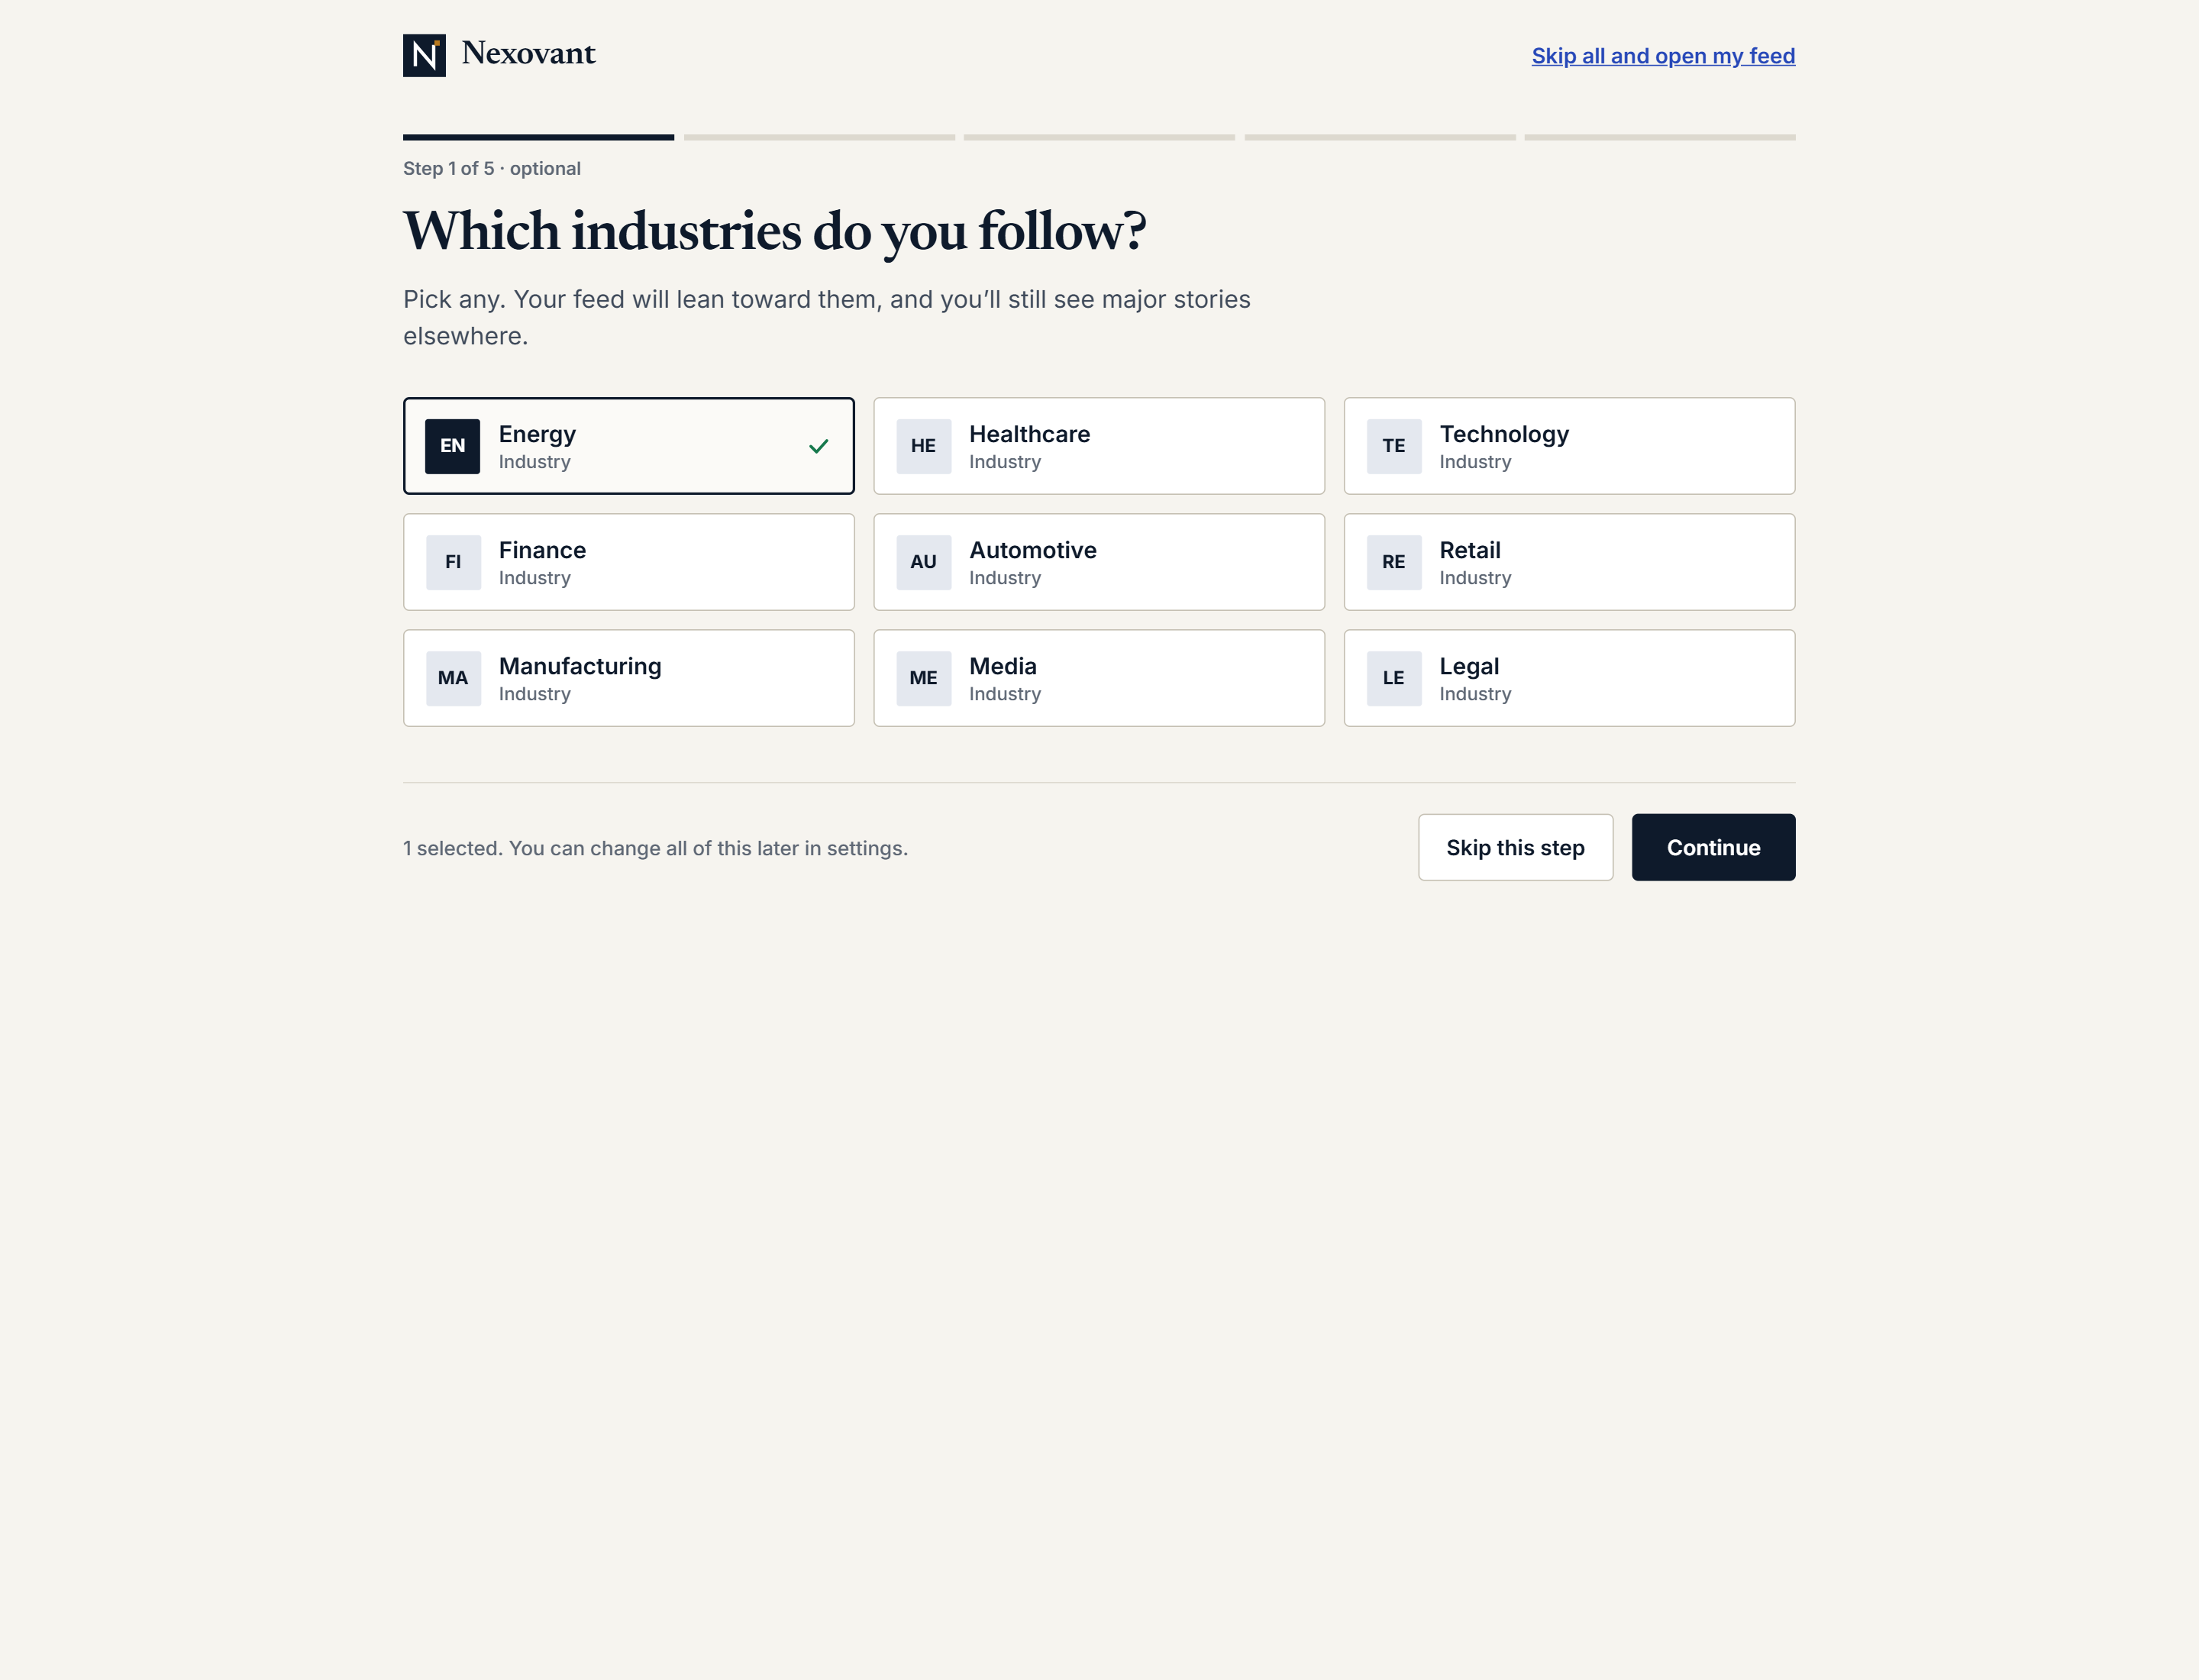 N Nexovant
Skip all and open my feed
Step 1 of 5 · optional
Which industries do you follow?
Pick any. Your feed will lean toward them, and you’ll still see major stories
elsewhere.
EN
Energy
Industry
HE
Healthcare
Industry
TE
Technology
Industry
FI
Finance
Industry
AU
Automotive
Industry
RE
Retail
Industry
MA
Manufacturing
Industry
ME
Media
Industry
LE
Legal
Industry
1 selected. You can change all of this later in settings.
Skip this step
Continue